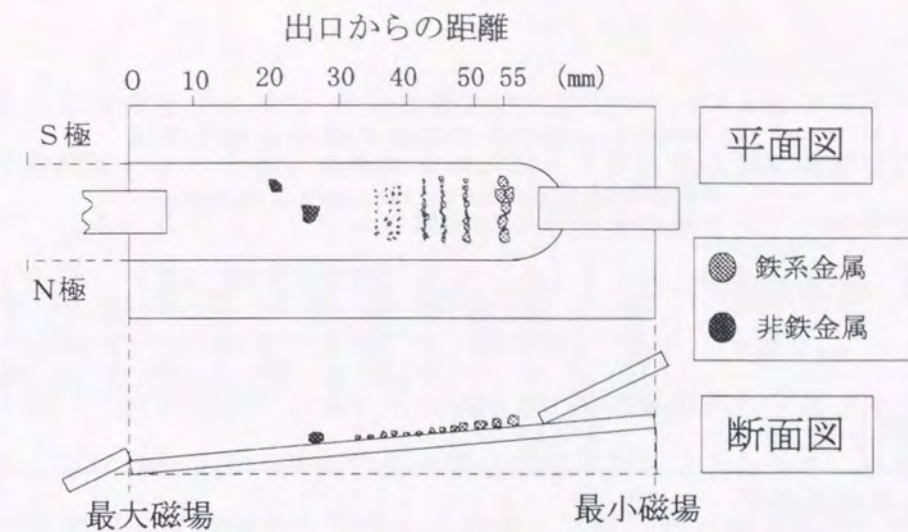 出口からの距離
0 10 20 30 40 50 55 (mm)
S極
平面図
N極
鉄系金属
非鉄金属
断面図
最大磁場
最小磁場